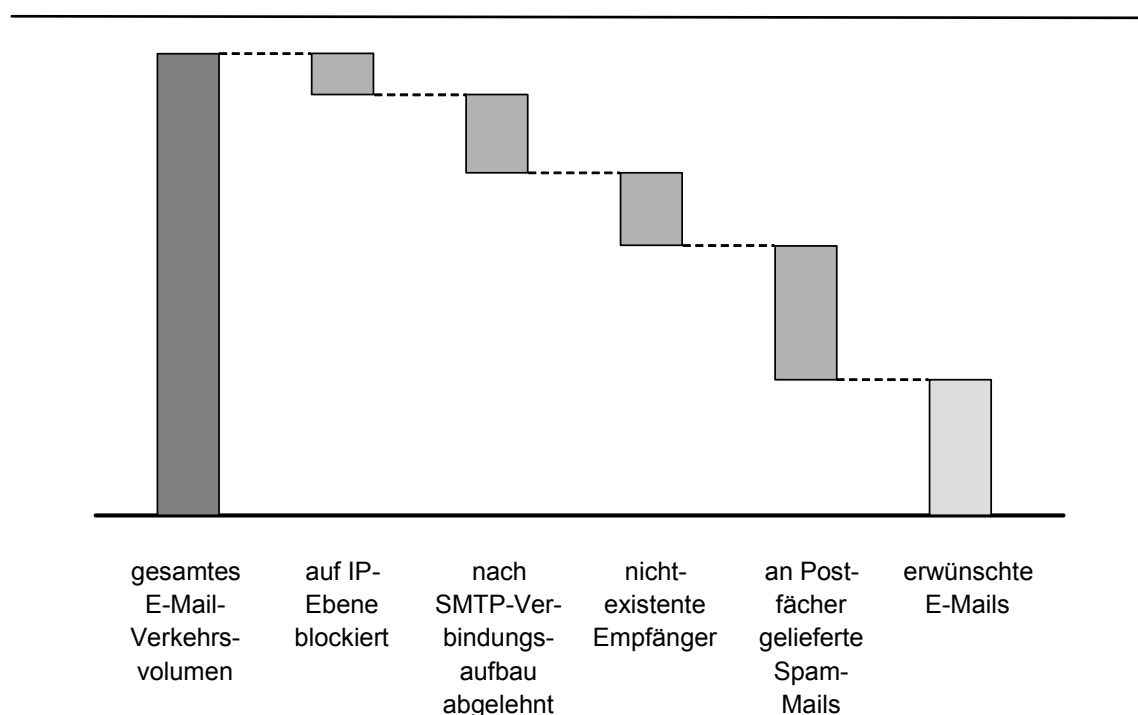 gesamtes
E-Mail-
Verkehrs-
volumen
auf IP-
Ebene
blockiert
nach
SMTP-Ver-
bindungs-
aufbau
abgelehnt
nicht-
existente
Empfänger
an Post-
fächer
gelieferte
Spam-
Mails
erwünschte
E-Mails